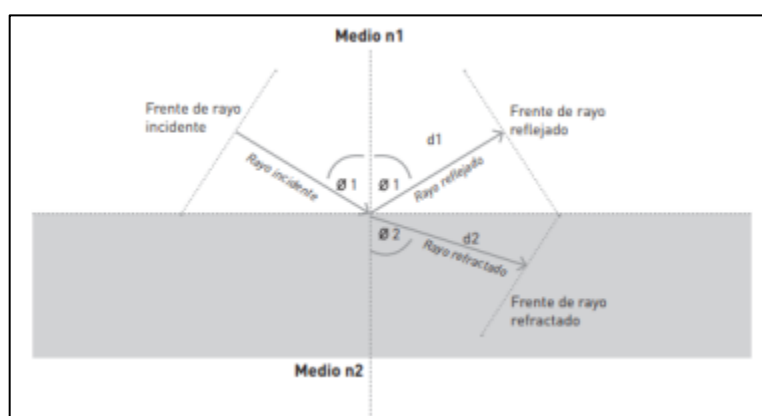 Medio n1
Frente de rayo
incidente
Rayo incidente
Ø 1
Ø 1
d1
Rayo reflejado
Frente de rayo
reflejado
Ø 2
d2
Rayo refractado
Frente de rayo
refractado
Medio n2